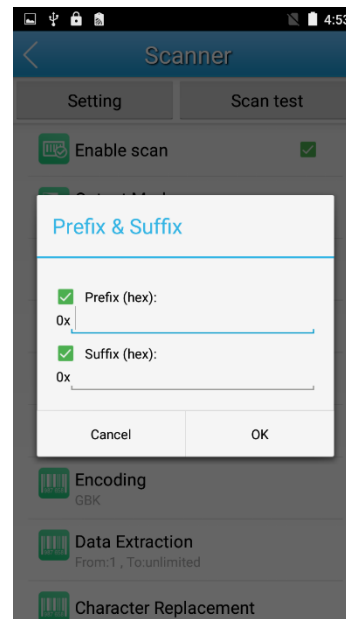 4:53
Scanner
Setting
Scan test
Enable scan
Prefix & Suffix
Prefix (hex):
0x
Suffix (hex):
0x
Cancel
OK
Encoding
GBK
Data Extraction
From:1 , To:unlimited
Character Replacement